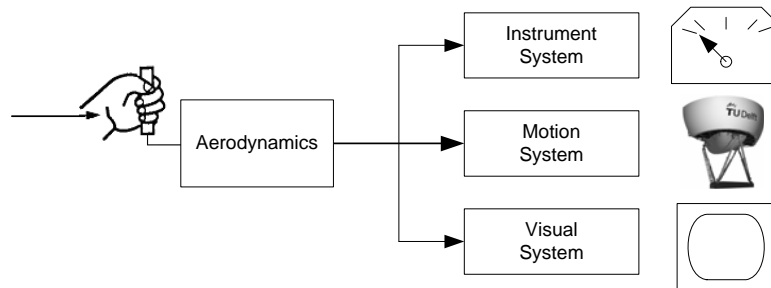 Instrument
System
Aerodynamics
Motion
System
TU Delft
Visual
System